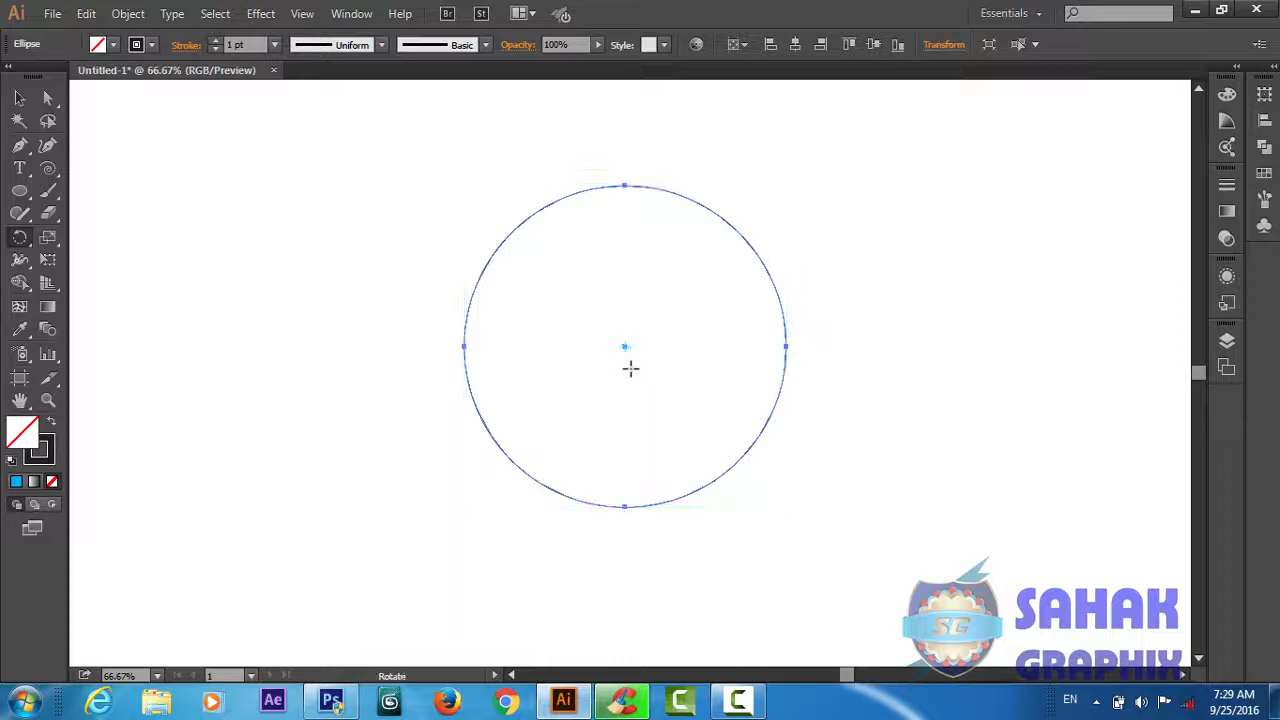 Ai File Edit Object Type Select Effect View Window Help Br St Essentials
Ellipse Stroke: 1 pt Uniform Basic Opacity: 100% Style: Transform
Untitled-1* @ 66.67% (RGB/Preview)
T
SG
SAHAK
GRAPHIX
66.67% 1 Rotate
Ae Ps Ai EN 7:29 AM
9/25/2016